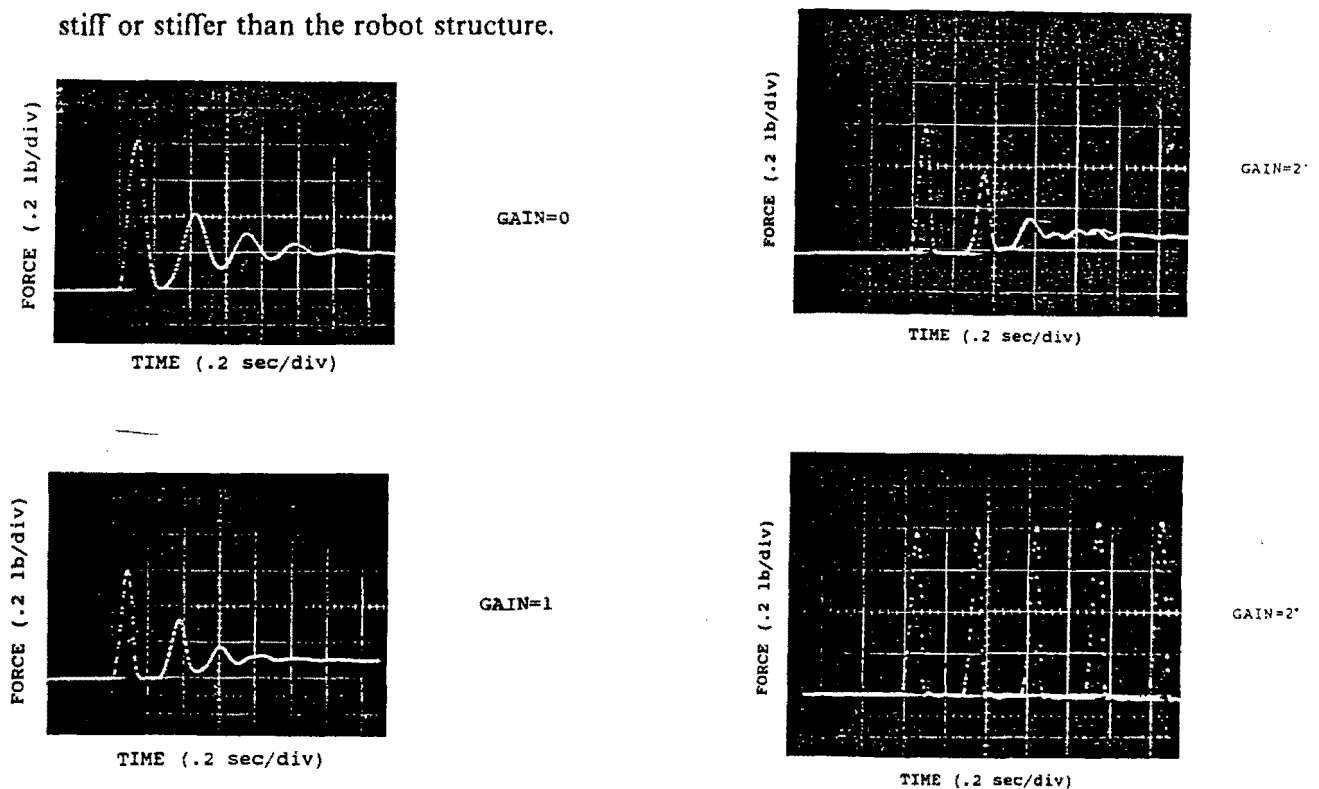 stiff or stiffer than the robot structure.
FORCE (.2 lb/div)
GAIN=0
TIME (.2 sec/div)
FORCE (.2 lb/div)
GAIN=1
TIME (.2 sec/div)
FORCE (.2 lb/div)
GAIN=2
TIME (.2 sec/div)
FORCE (.2 lb/div)
TIME (.2 sec/div)